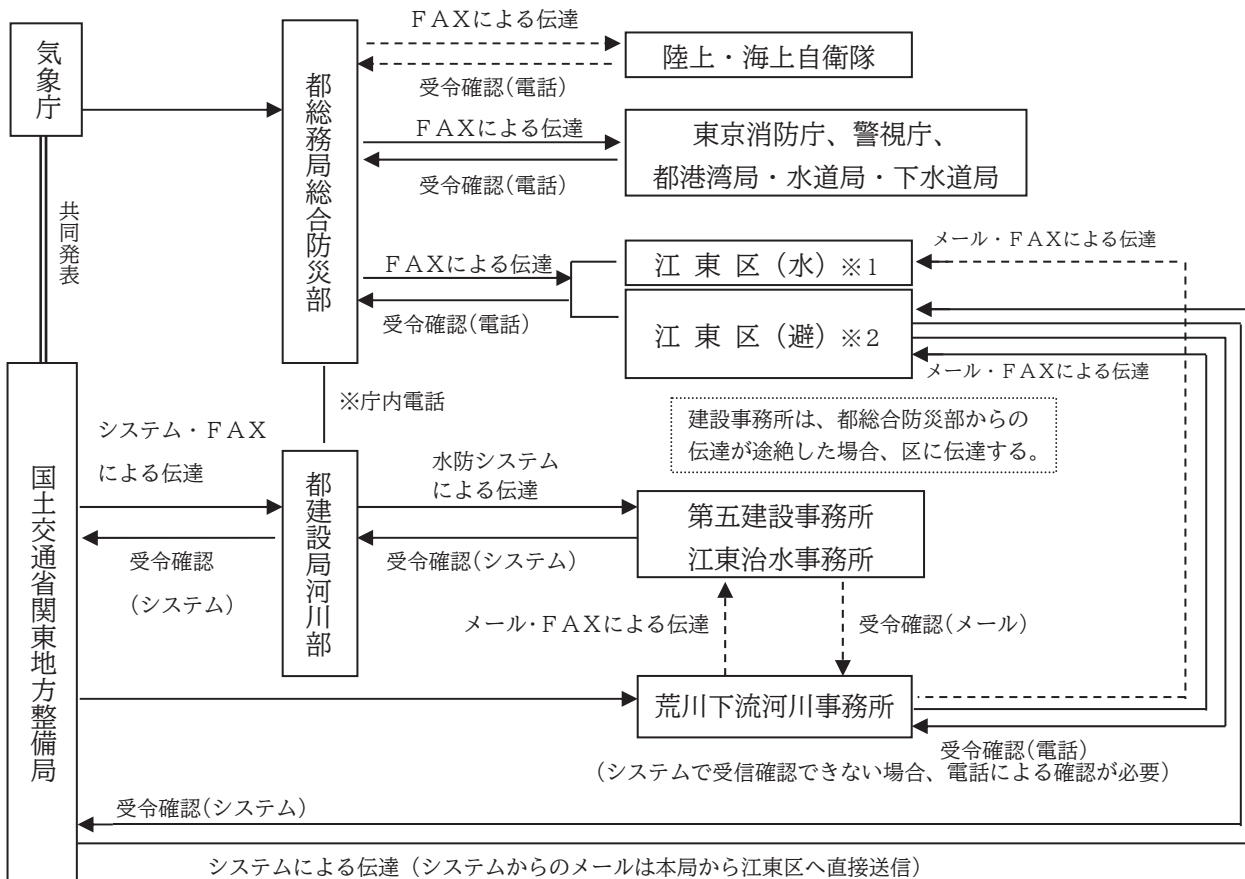 気象庁
共同発表
国土交通省関東地方整備局
都総務局総合防災部
ＦＡＸによる伝達
受令確認(電話)
陸上・海上自衛隊
ＦＡＸによる伝達
受令確認(電話)
東京消防庁、警視庁、
都港湾局・水道局・下水道局
ＦＡＸによる伝達
受令確認(電話)
江 東 区（水）※１
江 東 区（避）※２
メール・ＦＡＸによる伝達
メール・ＦＡＸによる伝達
※庁内電話
建設事務所は、都総合防災部からの
伝達が途絶した場合、区に伝達する。
システム・ＦＡＸ
による伝達
受令確認
(システム)
都建設局河川部
水防システム
による伝達
受令確認(システム)
第五建設事務所
江東治水事務所
メール・ＦＡＸによる伝達
受令確認(メール)
荒川下流河川事務所
受令確認(電話)
(システムで受信確認できない場合、電話による確認が必要)
受令確認(システム)
システムによる伝達（システムからのメールは本局から江東区へ直接送信）